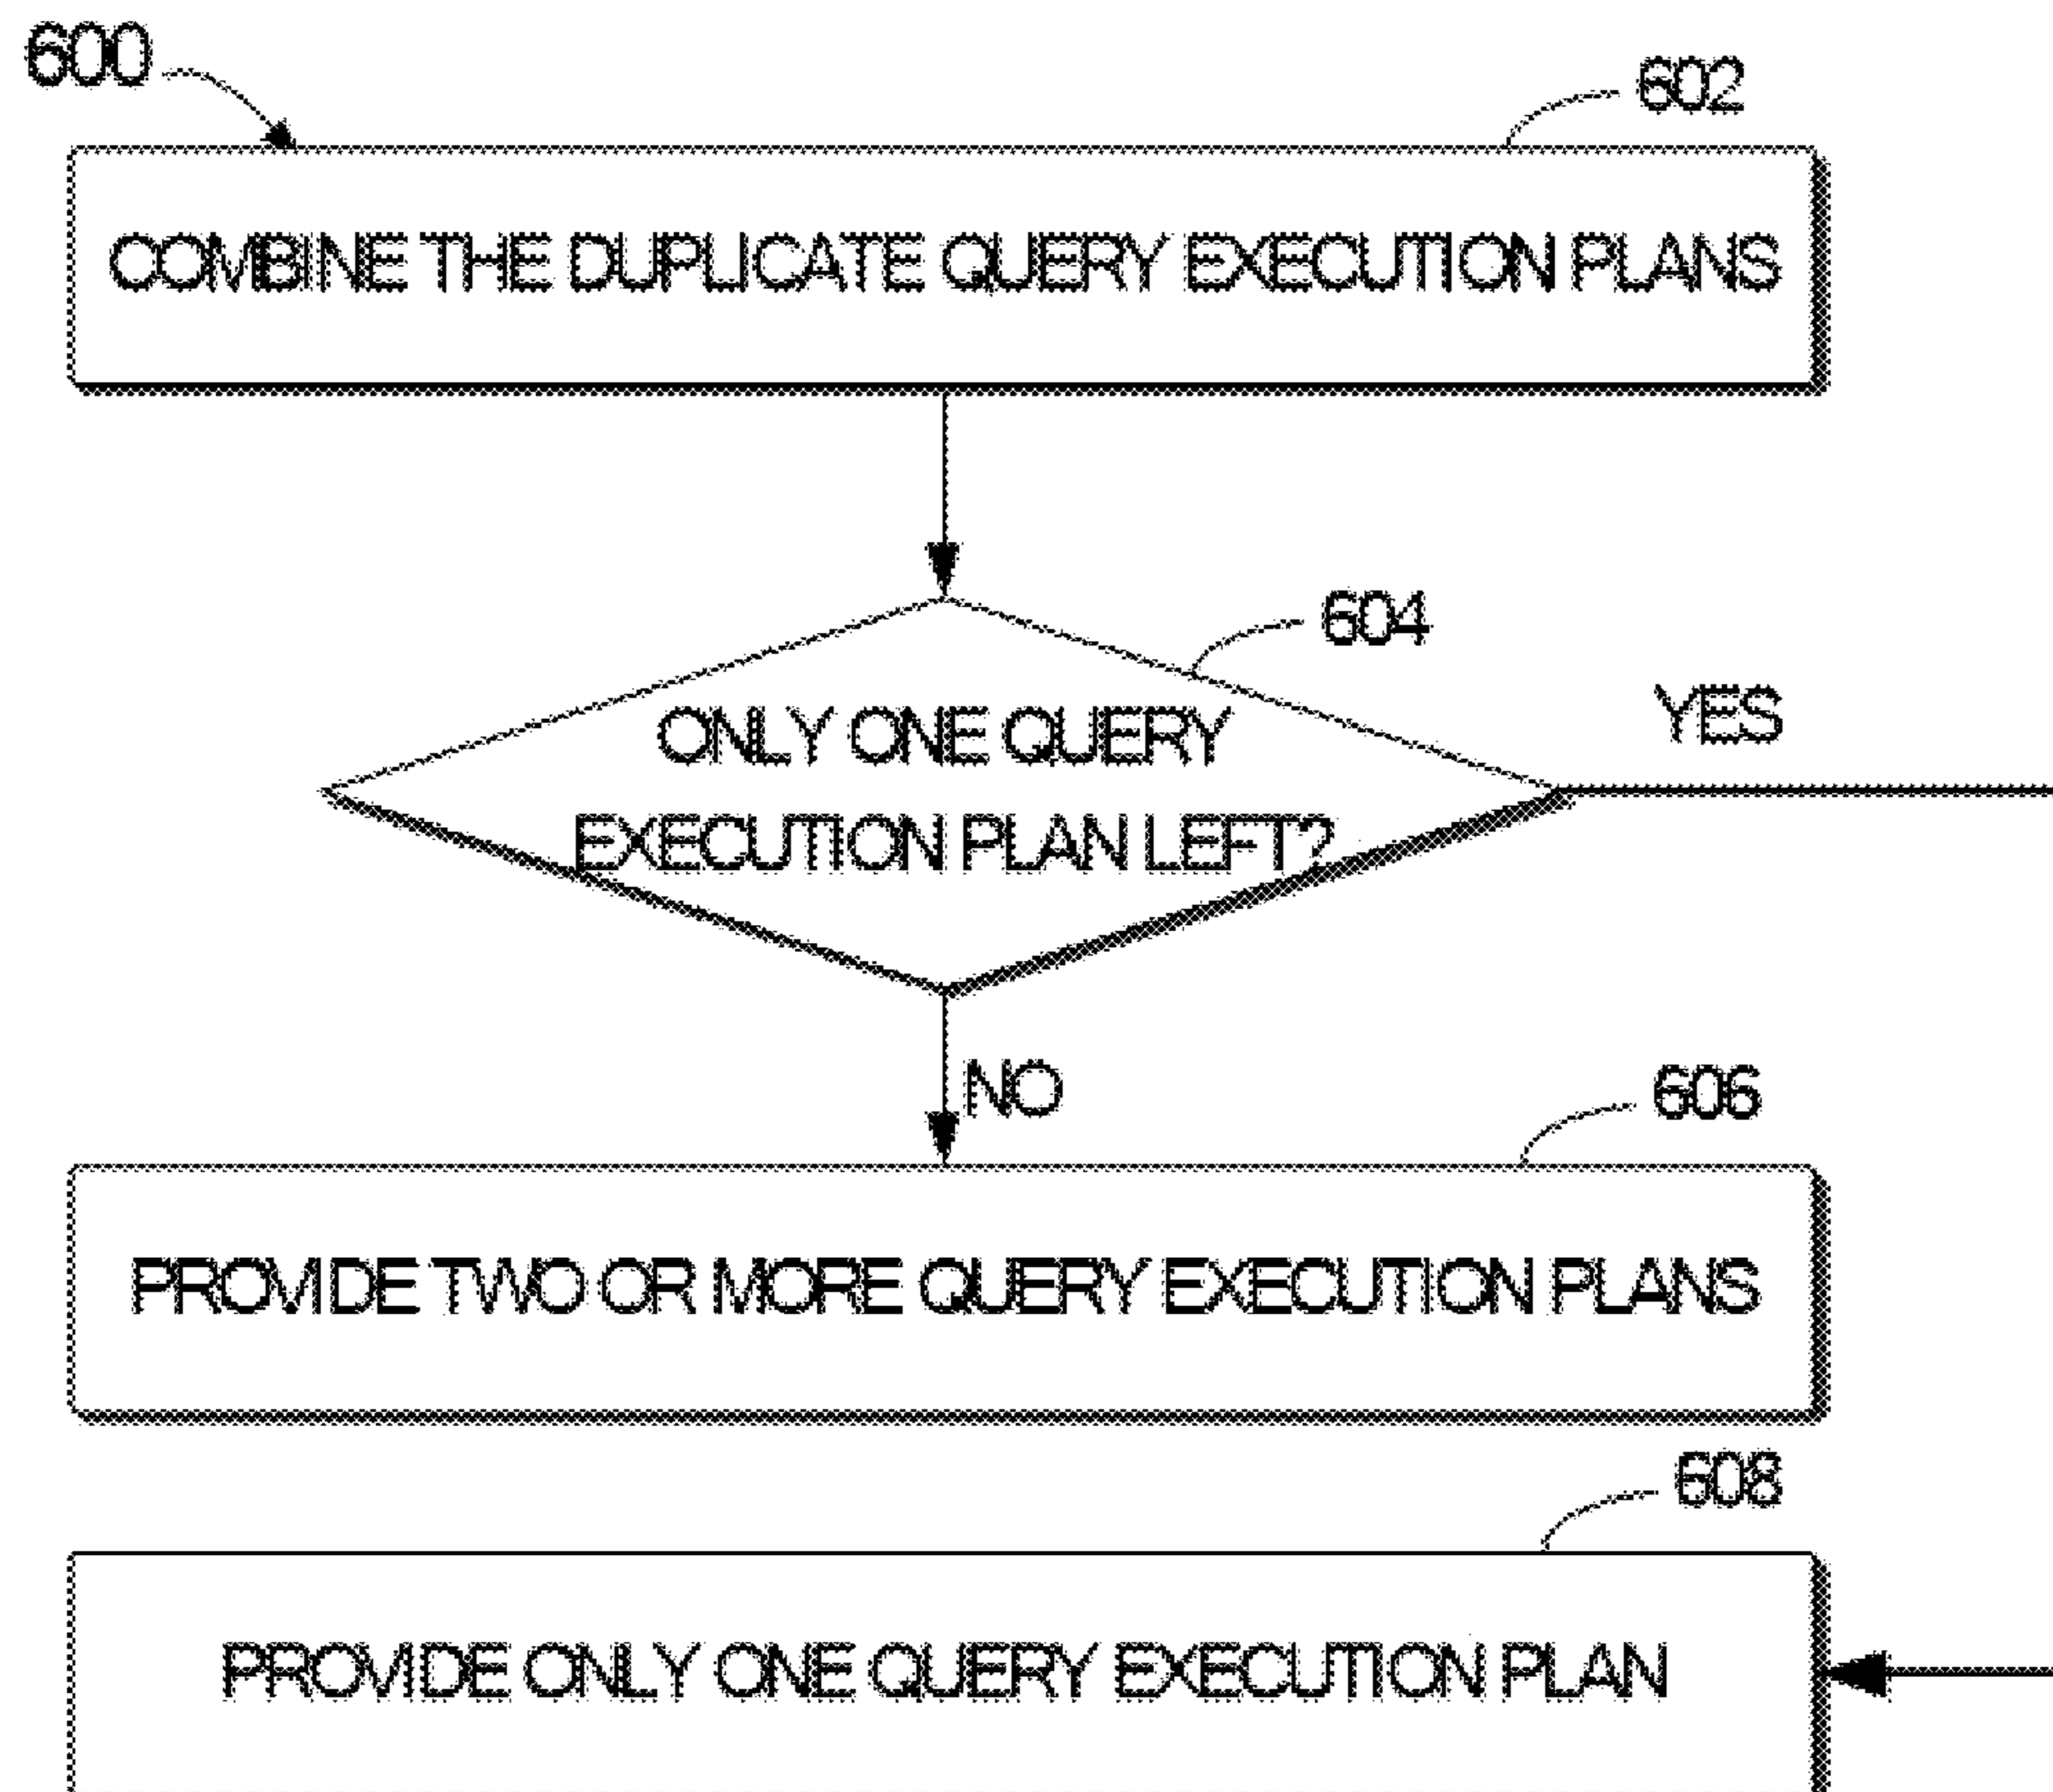 600
602
COMBINE THE DUPLICATE QUERY EXECUTION PLANS
604
ONLY ONE QUERY
EXECUTION PLAN LEFT?
YES
NO
606
PROVIDE TWO OR MORE QUERY EXECUTION PLANS
608
PROVIDE ONLY ONE QUERY EXECUTION PLAN